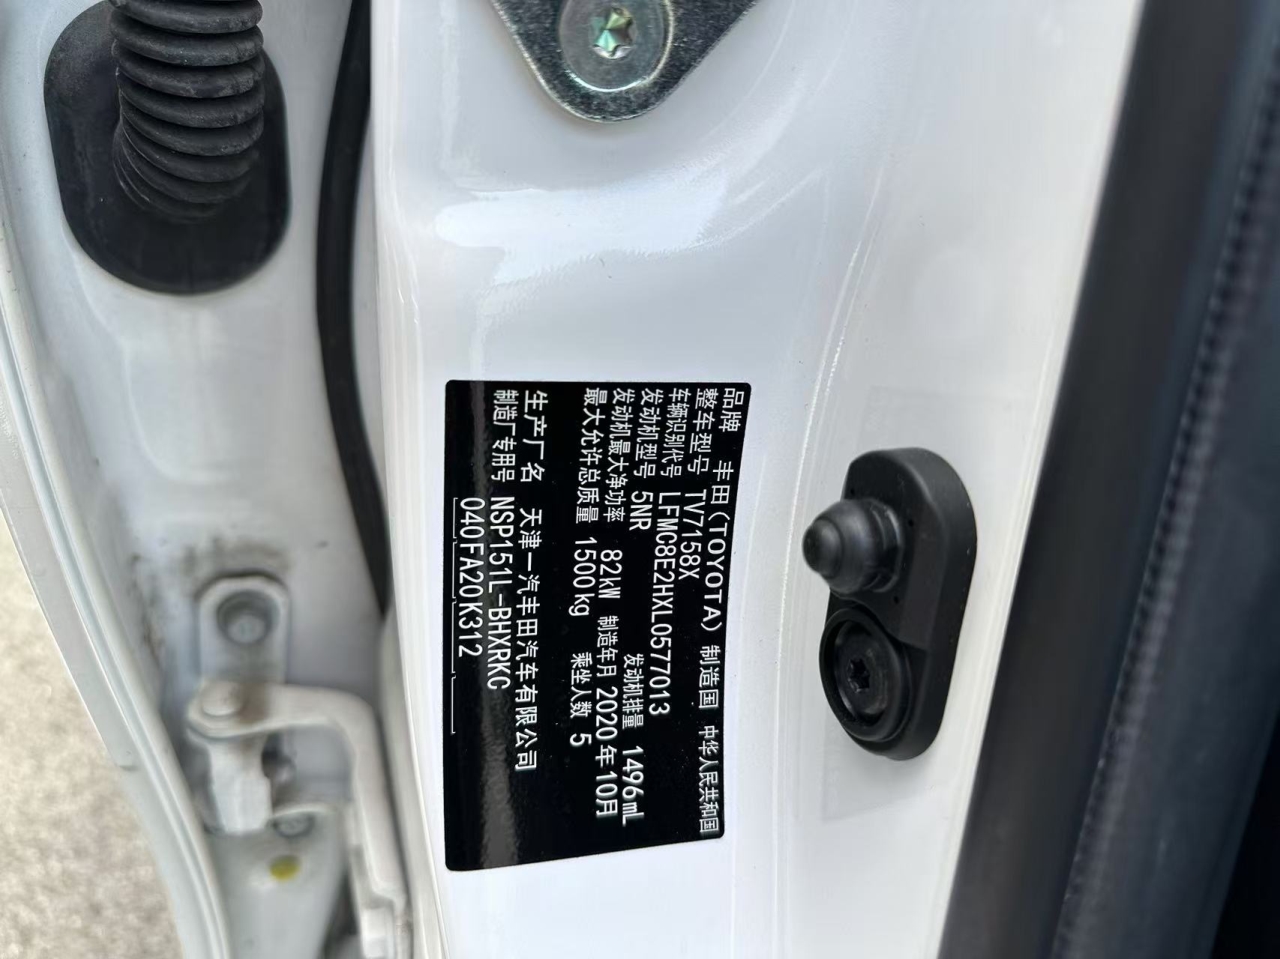 品牌 丰田(TOYOTA) 制造国 中华人民共和国
整车型号 TV7158X
车辆识别代号 LFMC8E2HXL0577013
发动机型号 5NR 发动机排量 1496mL
发动机最大净功率 82kW 制造年月 2020年10月
最大允许总质量 1500kg 乘坐人数 5
生产厂名 天津一汽丰田汽车有限公司
制造厂专用号 NSP151L-BHXRKC
040FA20K312